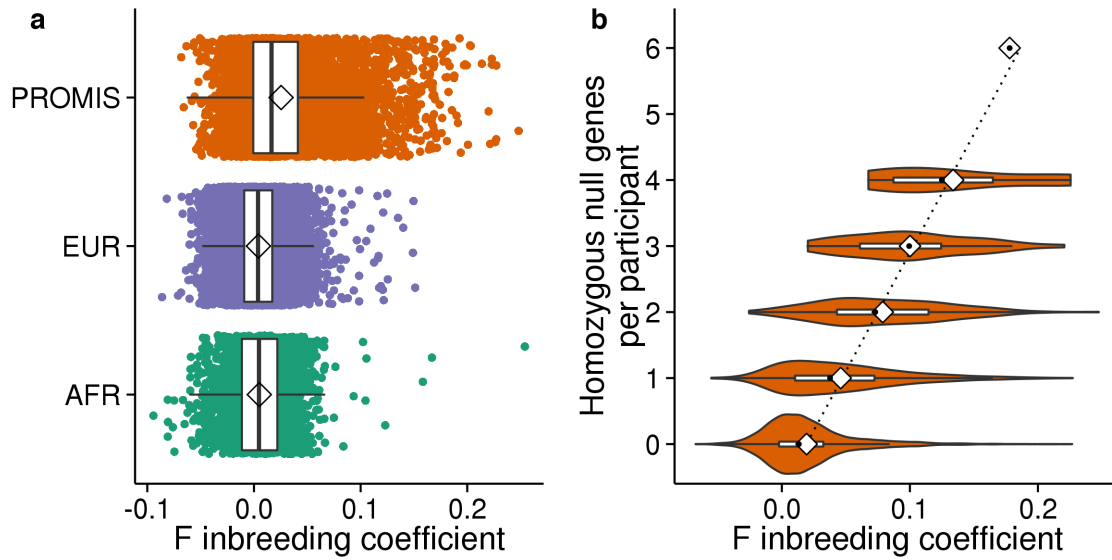 a
PROMIS
EUR
AFR
-0.1 0.0 0.1 0.2
F inbreeding coefficient
b
Homozygous null genes
per participant
6
5
4
3
2
1
0
0.0 0.1 0.2
F inbreeding coefficient